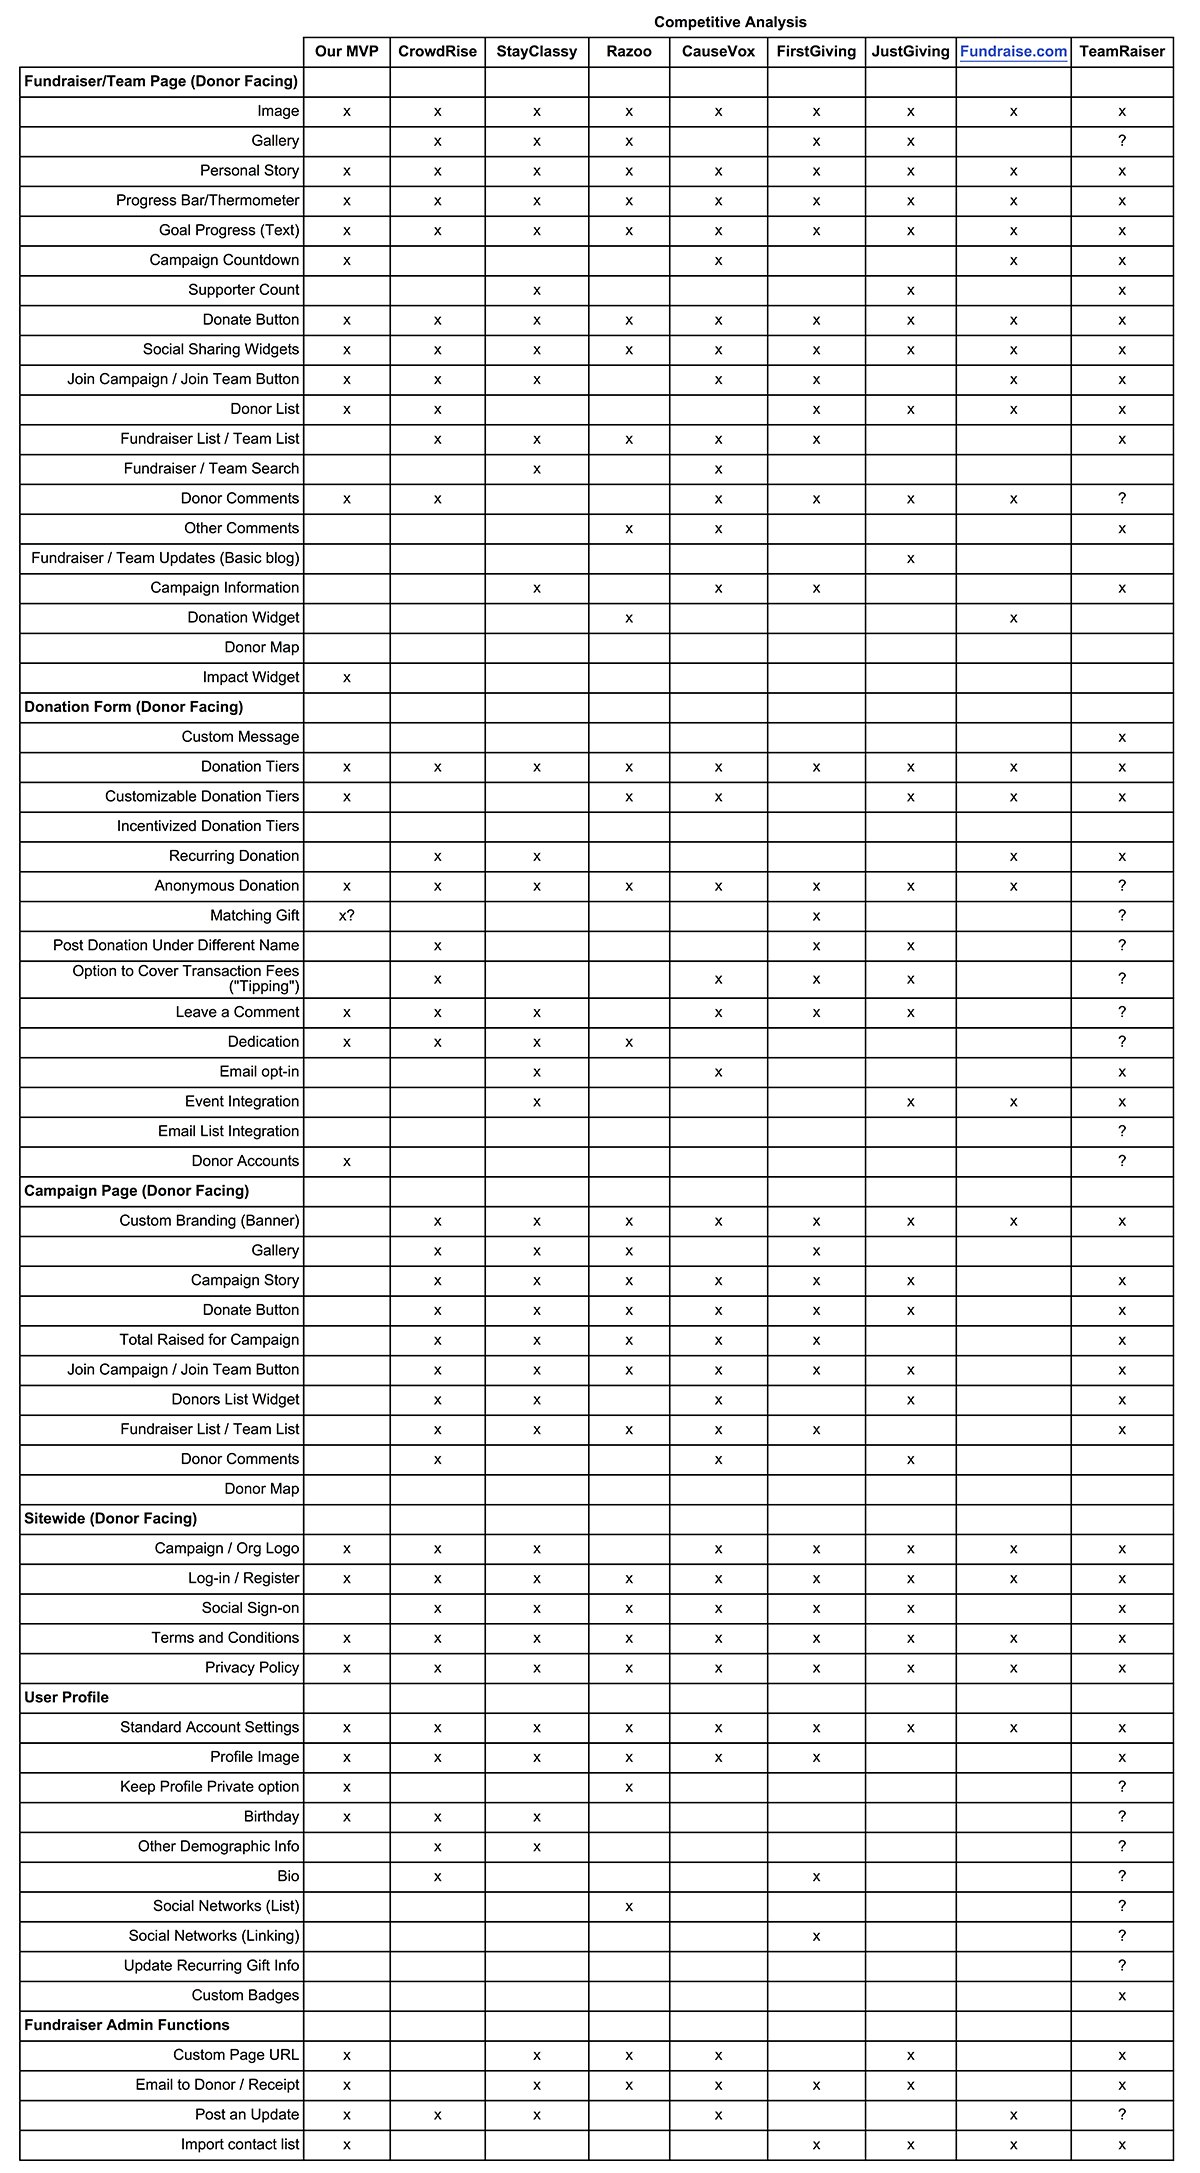 Competitive Analysis
Our MVP CrowdRise StayClassy Razoo CauseVox FirstGiving JustGiving Fundraise.com TeamRaiser
Fundraiser/Team Page (Donor Facing)
Image x x x x x x x x x
Gallery x x x x x ?
Personal Story x x x x x x x x x
Progress Bar/Thermometer x x x x x x x x x
Goal Progress (Text) x x x x x x x x x
Campaign Countdown x x x x
Supporter Count x x x
Donate Button x x x x x x x x x
Social Sharing Widgets x x x x x x x x x
Join Campaign / Join Team Button x x x x x x x
Donor List x x x x x x
Fundraiser List / Team List x x x x x x
Fundraiser / Team Search x x
Donor Comments x x x x x x ?
Other Comments x x x
Fundraiser / Team Updates (Basic blog) x
Campaign Information x x x x
Donation Widget x x
Donor Map
Impact Widget x
Donation Form (Donor Facing)
Custom Message x
Donation Tiers x x x x x x x x x
Customizable Donation Tiers x x x x x x
Incentivized Donation Tiers
Recurring Donation x x x x
Anonymous Donation x x x x x x x x ?
Matching Gift x? x ?
Post Donation Under Different Name x x x ?
Option to Cover Transaction Fees
("Tipping") x x x x ?
Leave a Comment x x x x x x ?
Dedication x x x x ?
Email opt-in x x x
Event Integration x x x x
Email List Integration ?
Donor Accounts x ?
Campaign Page (Donor Facing)
Custom Branding (Banner) x x x x x x x x
Gallery x x x x
Campaign Story x x x x x x x
Donate Button x x x x x x x
Total Raised for Campaign x x x x x x
Join Campaign / Join Team Button x x x x x x x
Donors List Widget x x x x x
Fundraiser List / Team List x x x x x x
Donor Comments x x x
Donor Map
Sitewide (Donor Facing)
Campaign / Org Logo x x x x x x x x
Log-in / Register x x x x x x x x x
Social Sign-on x x x x x x x
Terms and Conditions x x x x x x x x x
Privacy Policy x x x x x x x x x
User Profile
Standard Account Settings x x x x x x x x x
Profile Image x x x x x x x
Keep Profile Private option x x ?
Birthday x x x ?
Other Demographic Info x x ?
Bio x x ?
Social Networks (List) x ?
Social Networks (Linking) x ?
Update Recurring Gift Info ?
Custom Badges x
Fundraiser Admin Functions
Custom Page URL x x x x x x
Email to Donor / Receipt x x x x x x x
Post an Update x x x x x ?
Import contact list x x x x x